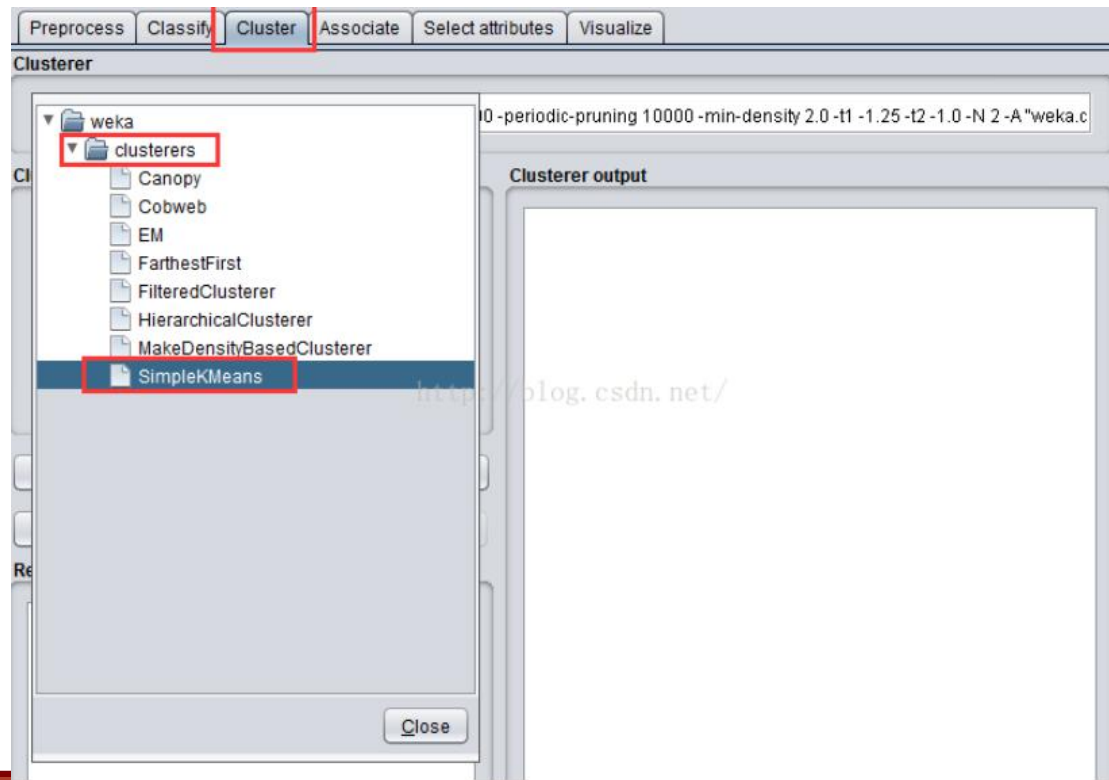 Preprocess Classify Cluster Associate Select attributes Visualize
Clusterer
-periodic-pruning 10000 -min-density 2.0 -t1 -1.25 -t2 -1.0 -N 2 -A "weka.c
weka
clusterers
Canopy
Cobweb
EM
FarthestFirst
FilteredClusterer
HierarchicalClusterer
MakeDensityBasedClusterer
SimpleKMeans
Close
Cl
Clusterer output
http://blog.csdn.net/
Re